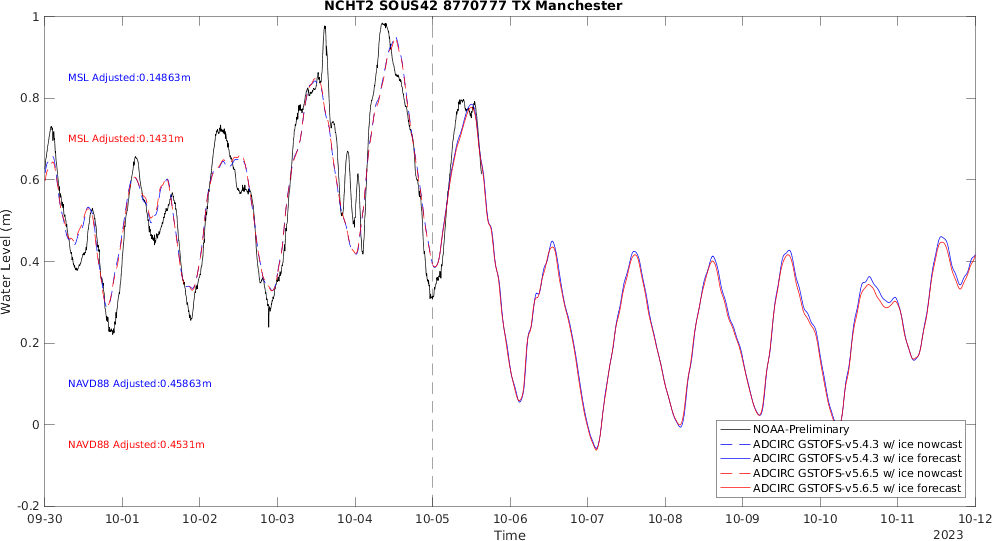 NCHT2 SOUS42 8770777 TX Manchester
Water Level (m)
1
0.8
0.6
0.4
0.2
0
-0.2
MSL Adjusted:0.14863m
MSL Adjusted:0.1431m
NAVD88 Adjusted:0.45863m
NAVD88 Adjusted:0.4531m
NOAA-Preliminary
ADCIRC GSTOFS-v5.4.3 w/ ice nowcast
ADCIRC GSTOFS-v5.4.3 w/ ice forecast
ADCIRC GSTOFS-v5.6.5 w/ ice nowcast
ADCIRC GSTOFS-v5.6.5 w/ ice forecast
09-30 10-01 10-02 10-03 10-04 10-05 10-06 10-07 10-08 10-09 10-10 10-11 10-12
Time
2023